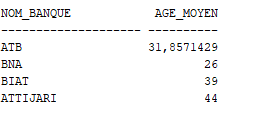 NOM_BANQUE AGE_MOYEN
-------------------- ----------
ATB 31,8571429
BNA 26
BIAT 39
ATTIJARI 44